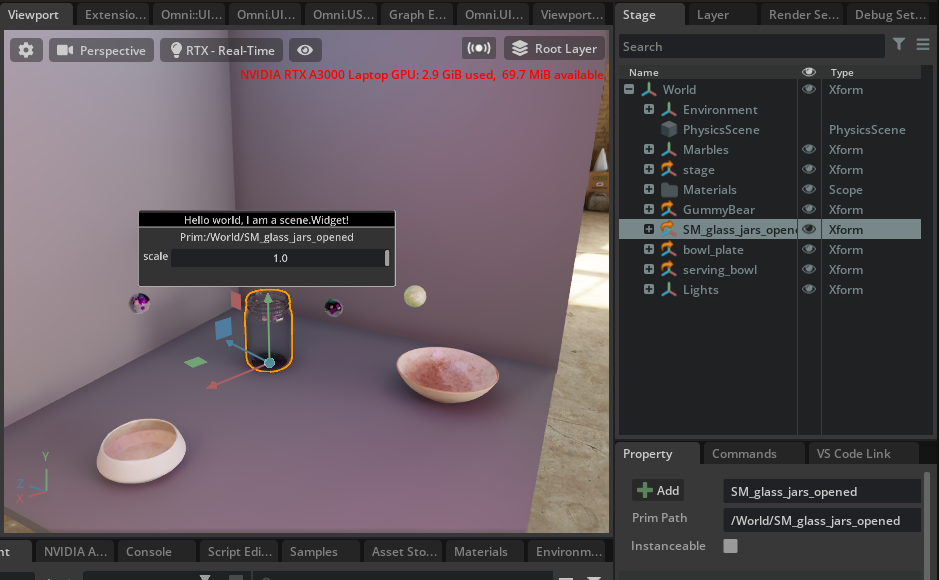 Viewport
Extensio...
Omni::UI...
Omni.UI...
Omni.US...
Graph E...
Omni.UI...
Viewport...
Perspective
RTX - Real-Time
Root Layer
NVIDIA RTX A3000 Laptop GPU: 2.9 GiB used, 69.7 MiB available
Hello world, I am a scene.Widget!
Prim:/World/SM_glass_jars_opened
scale
1.0
Y
Z
X
nt
NVIDIA A...
Console
Script Edi...
Samples
Asset Sto...
Materials
Environm...
Stage
Layer
Render Se...
Debug Set...
Search
Name
Type
World
Xform
Environment
PhysicsScene
PhysicsScene
Marbles
Xform
stage
Xform
Materials
Scope
GummyBear
Xform
SM_glass_jars_opene
Xform
bowl_plate
Xform
serving_bowl
Xform
Lights
Xform
Property
Commands
VS Code Link
Add
SM_glass_jars_opened
Prim Path
/World/SM_glass_jars_opened
Instanceable